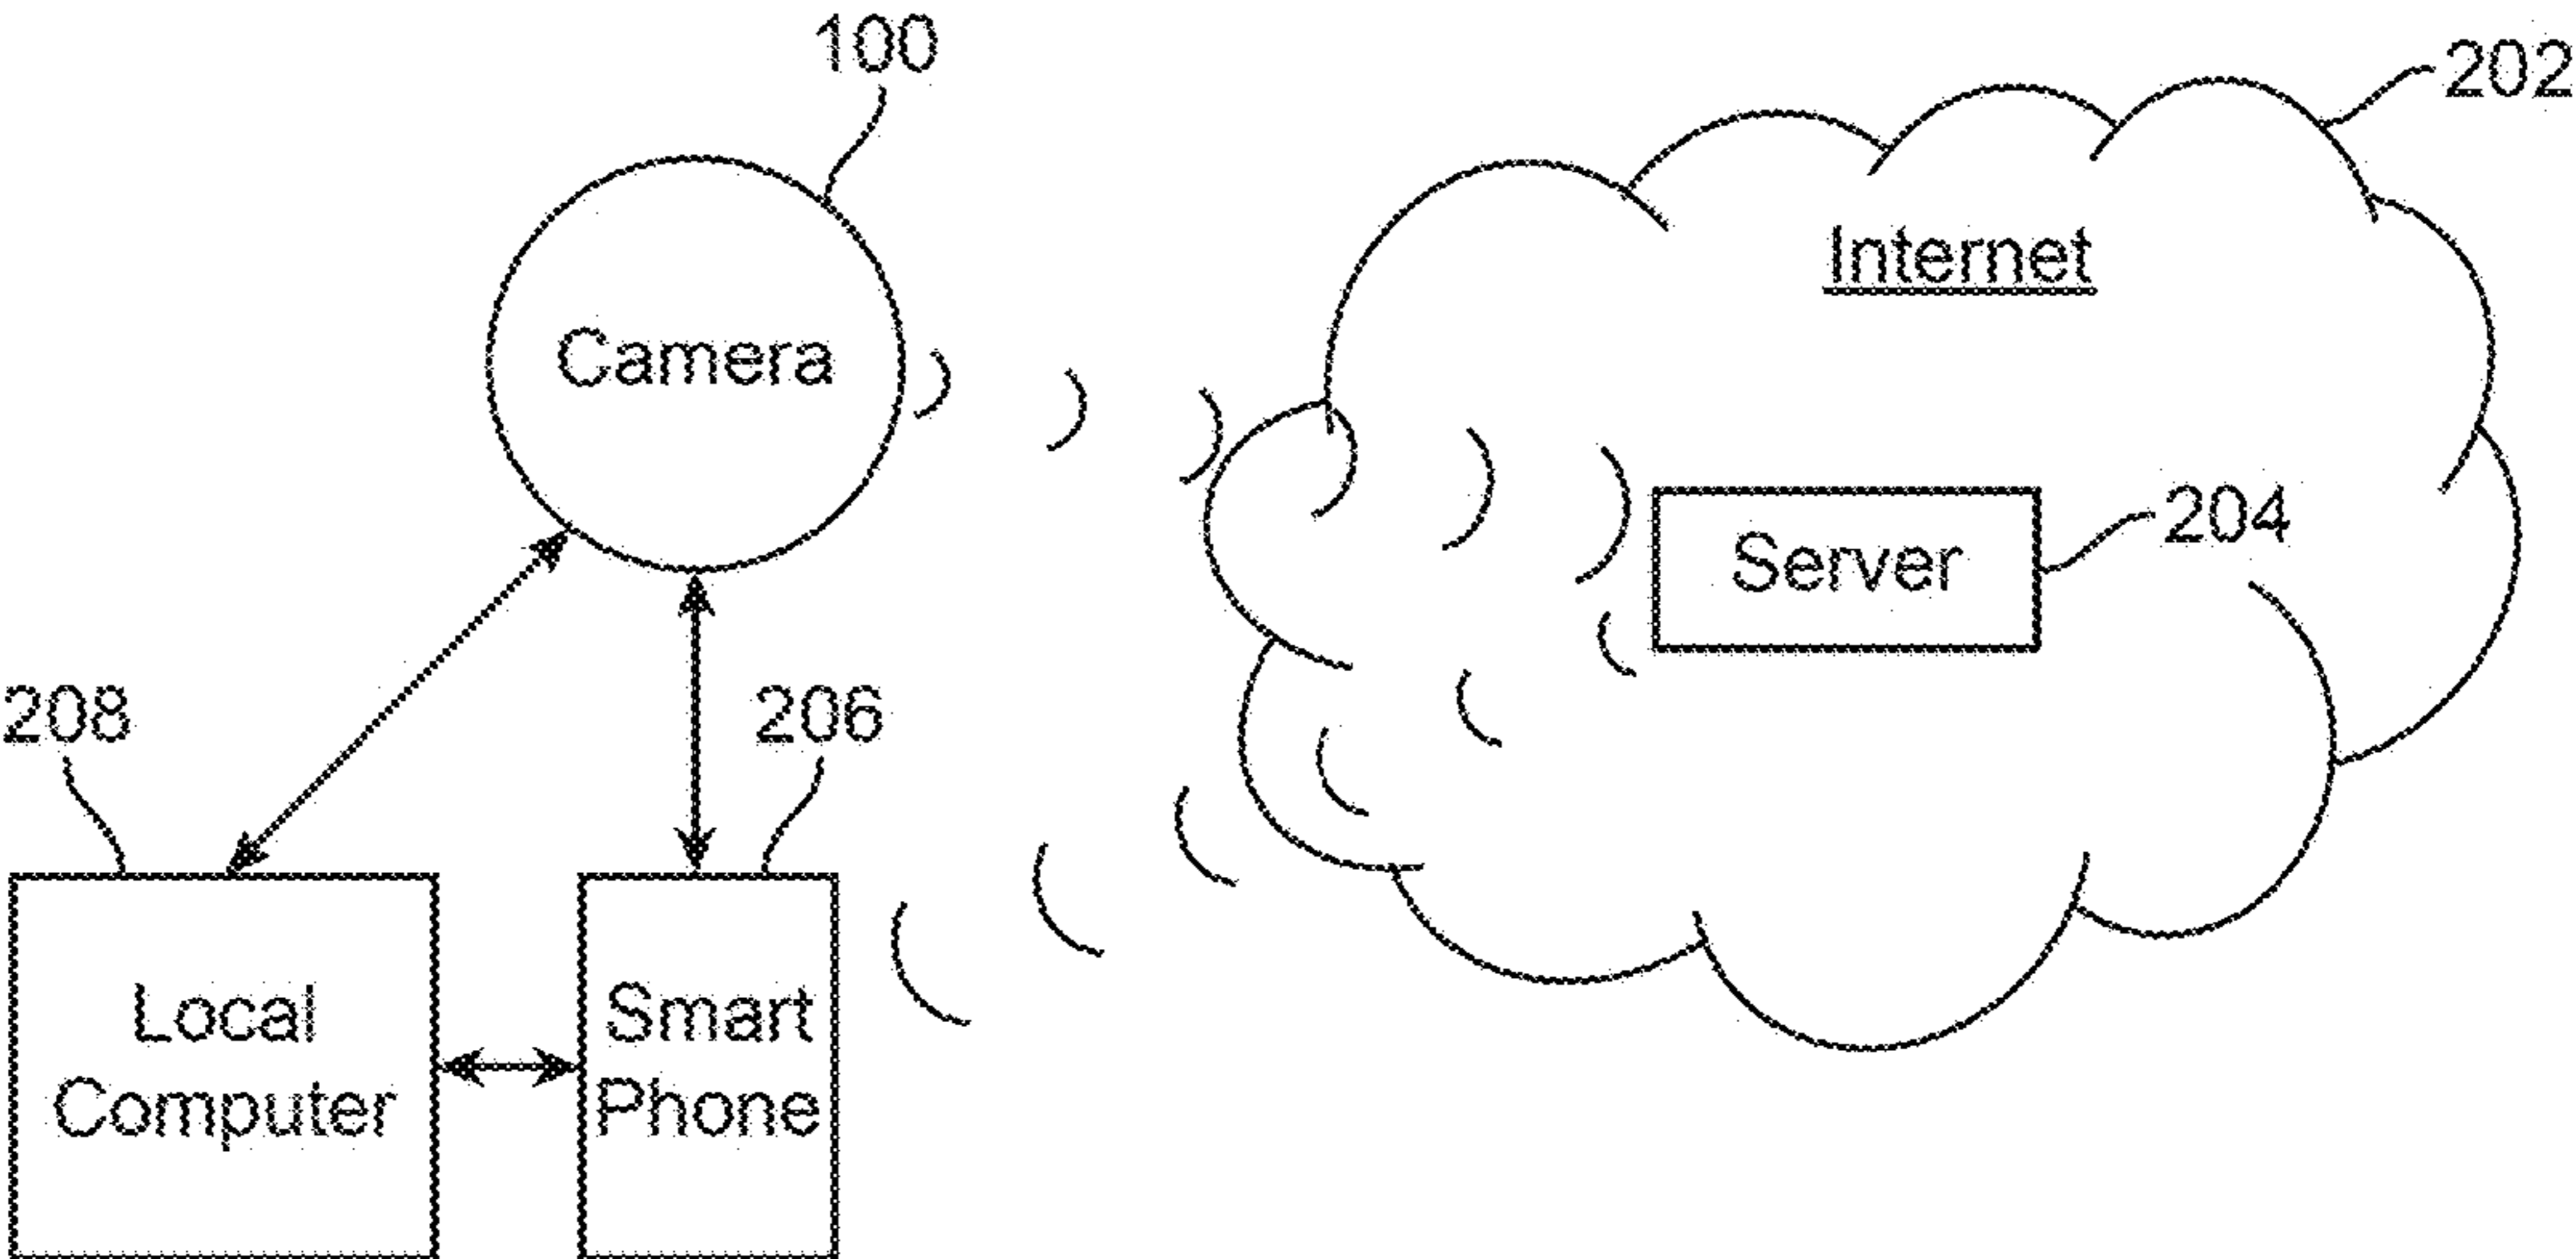 100
202
Internet
Camera
Server
204
208
206
Local
Computer
Smart
Phone